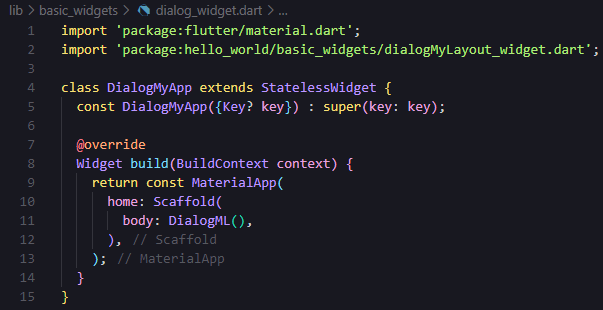 lib > basic_widgets > dialog_widget.dart > ...
1 import 'package:flutter/material.dart';
2 import 'package:hello_world/basic_widgets/dialogMyLayout_widget.dart';
3
4 class DialogMyApp extends StatelessWidget {
5 const DialogMyApp({Key? key}) : super(key: key);
6
7 @override
8 Widget build(BuildContext context) {
9 return const MaterialApp(
10 home: Scaffold(
11 body: DialogML(),
12 ), // Scaffold
13 ); // MaterialApp
14 }
15 }